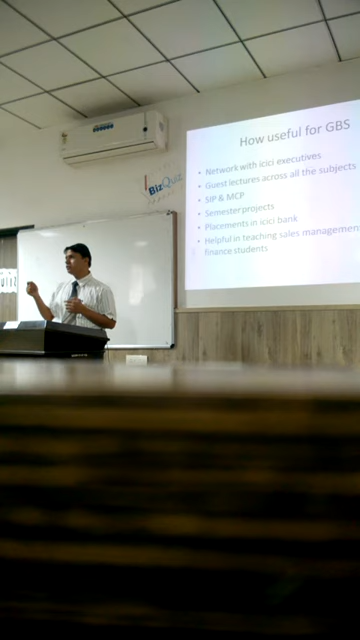 How useful for GBS
• Network with icici executives
• Guest lectures across all the subjects
• SIP & MCP
• Semester projects
• Placements in icici bank
• Helpful in teaching sales management
finance students
BizQuiz